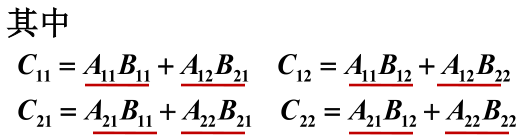 其中
C₁₁ = A₁₁B₁₁ + A₁₂B₂₁ C₁₂ = A₁₁B₁₂ + A₁₂B₂₂
C₂₁ = A₂₁B₁₁ + A₂₂B₂₁ C₂₂ = A₂₁B₁₂ + A₂₂B₂₂